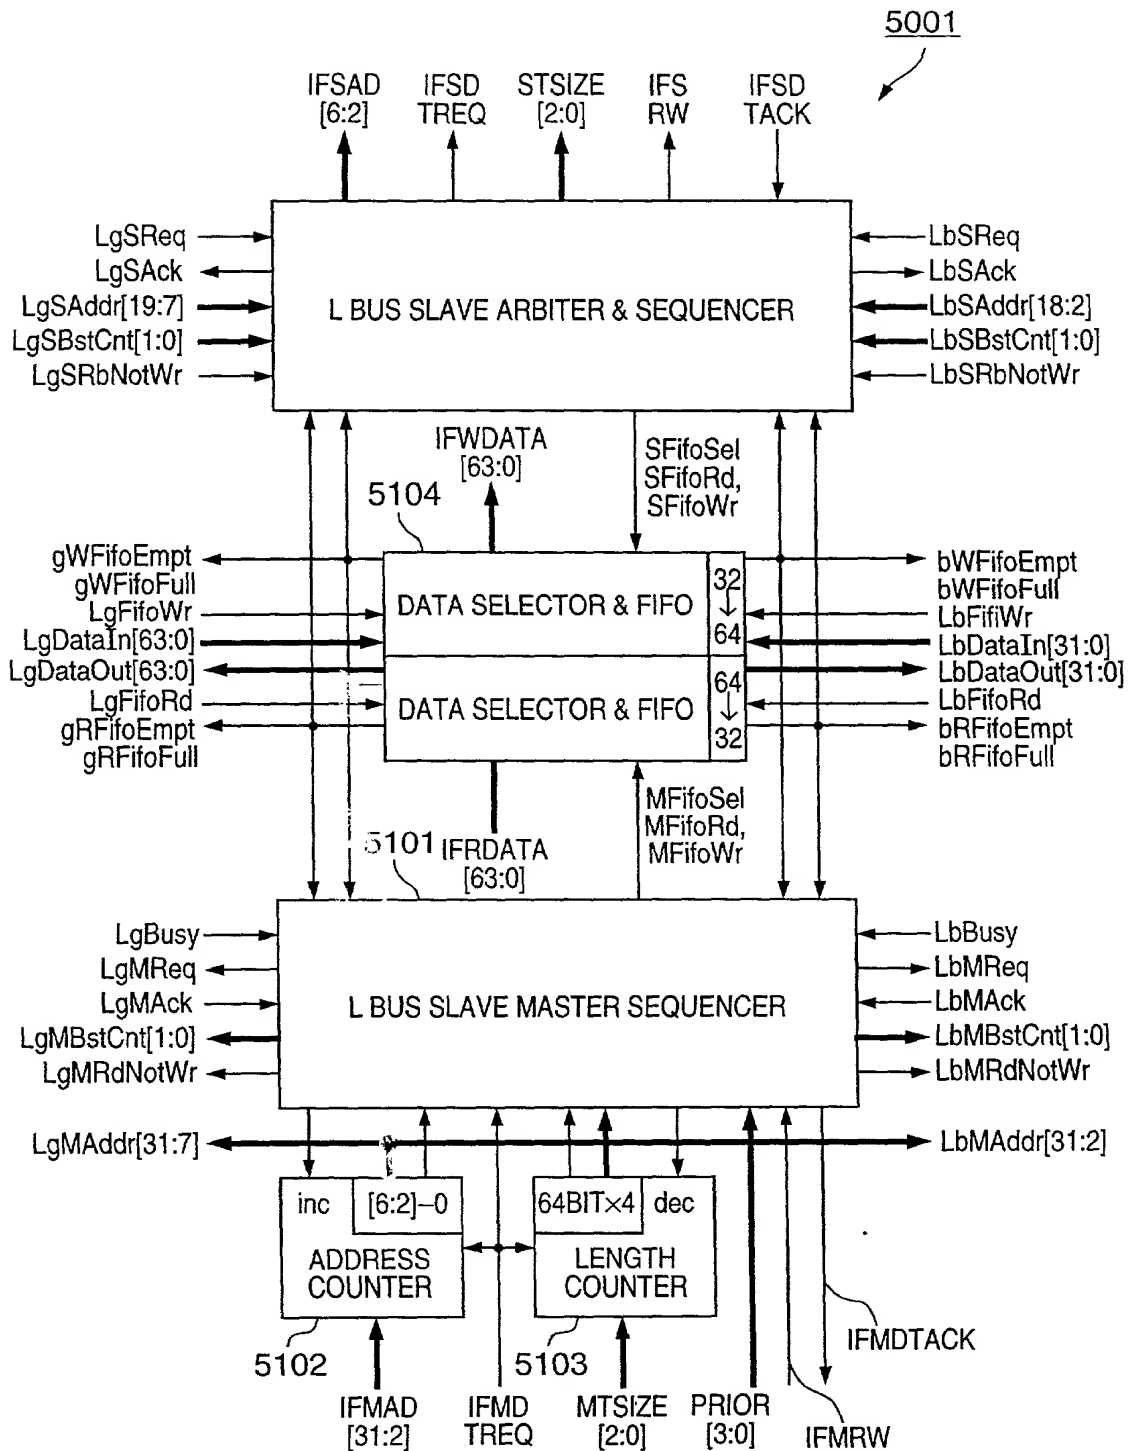 5001
IFSAD
[6:2]
IFSD
TREQ
STSIZE
[2:0]
IFS
RW
IFSD
TACK
LgSReq
LgSAck
LgSAddr[19:7]
LgSBstCnt[1:0]
LgSRbNotWr
L BUS SLAVE ARBITER & SEQUENCER
LbSReq
LbSAck
LbSAddr[18:2]
LbSBstCnt[1:0]
LbSRbNotWr
IFWDATA
[63:0]
SFifoSel
SFifoRd,
SFifoWr
5104
gWFifoEmpt
gWFifoFull
LgFifoWr
LgDataIn[63:0]
LgDataOut[63:0]
LgFifoRd
gRFifoEmpt
gRFifoFull
DATA SELECTOR & FIFO
32
64
DATA SELECTOR & FIFO
64
32
bWFifoEmpt
bWFifoFull
LbFifiWr
LbDataIn[31:0]
LbDataOut[31:0]
LbFifoRd
bRFifoEmpt
bRFifoFull
MFifoSel
MFifoRd,
MFifoWr
5101
IFRDATA
[63:0]
LgBusy
LgMReq
LgMAck
LgMBstCnt[1:0]
LgMRdNotWr
L BUS SLAVE MASTER SEQUENCER
LbBusy
LbMReq
LbMAck
LbMBstCnt[1:0]
LbMRdNotWr
LgMAddr[31:7]
LbMAddr[31:2]
inc
[6:2]–0
ADDRESS
COUNTER
64BIT×4
dec
LENGTH
COUNTER
5102
5103
IFMDTACK
IFMAD
[31:2]
IFMD
TREQ
MTSIZE
[2:0]
PRIOR
[3:0]
IFMRW